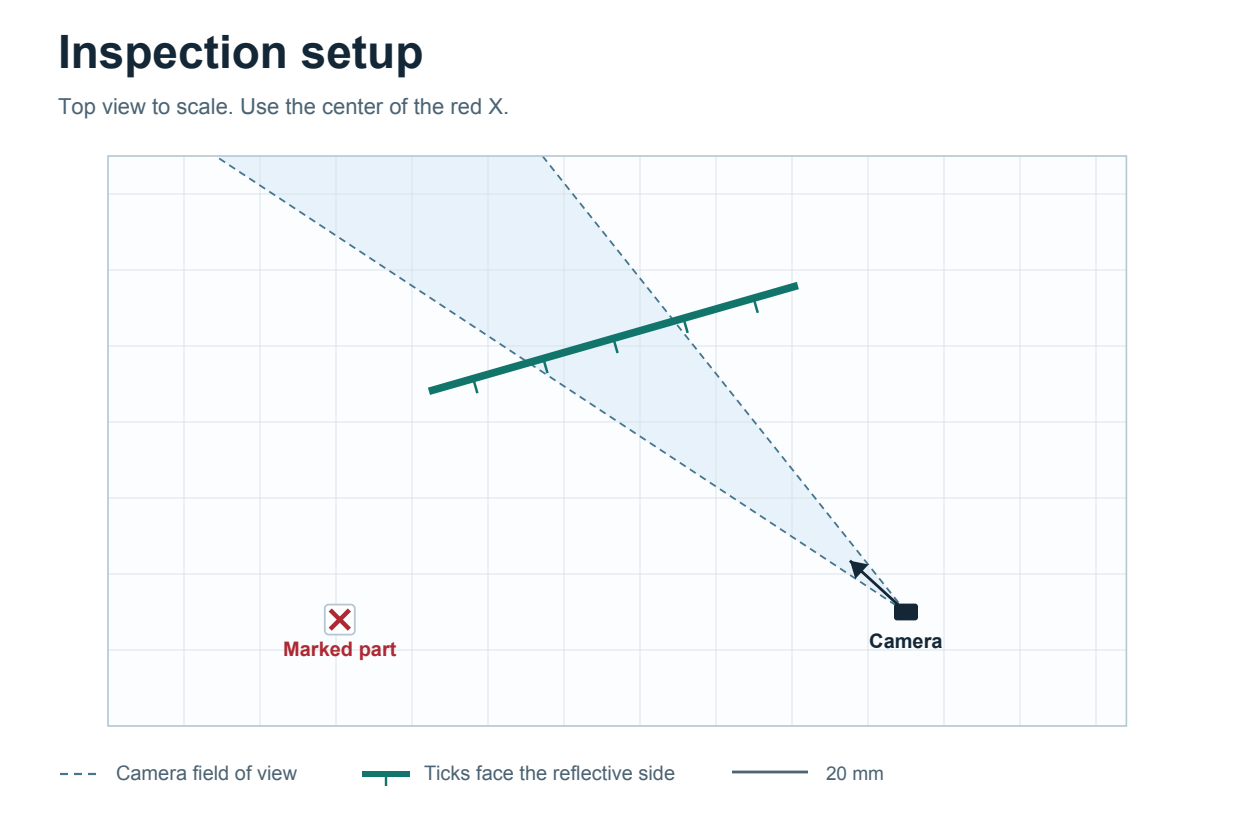 Inspection setup
Top view to scale. Use the center of the red X.
Marked part
Camera
Camera field of view
Ticks face the reflective side
20 mm